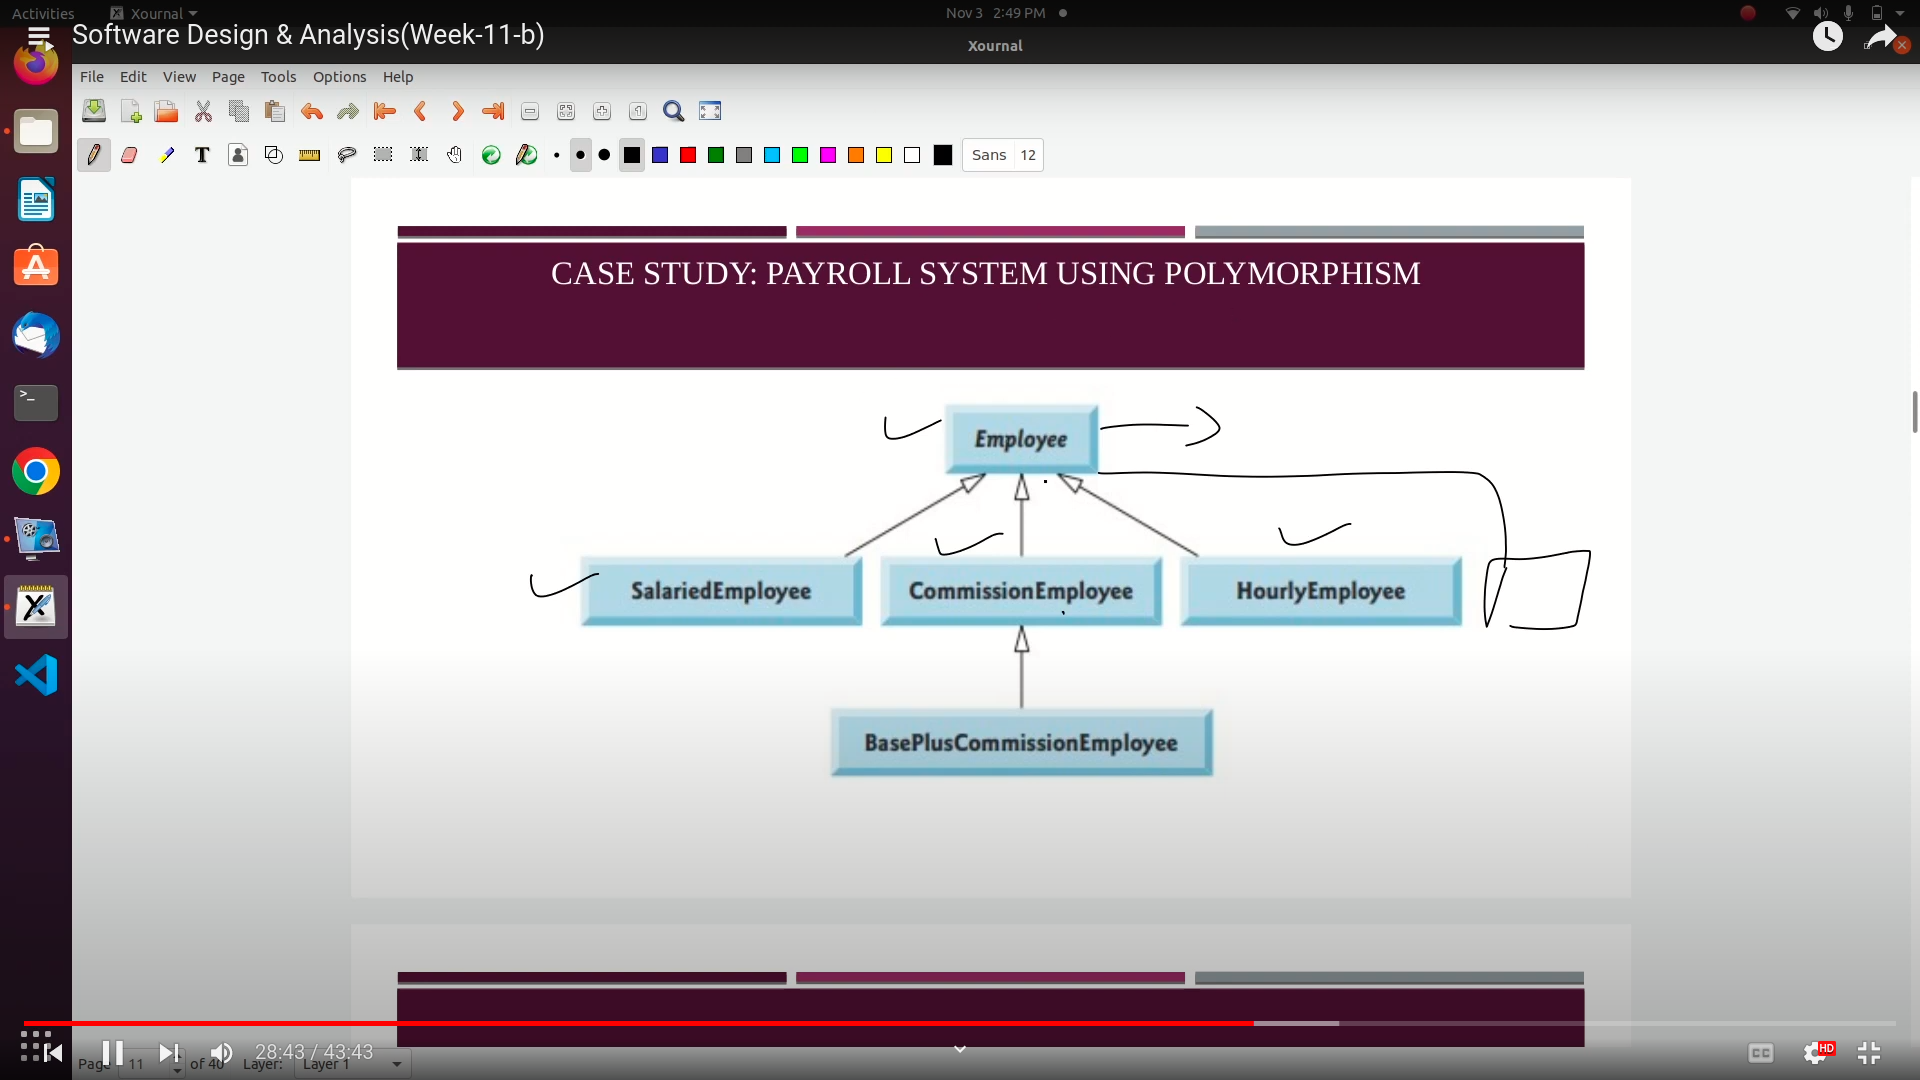 Activities
Xournal
Nov 3 2:49 PM
Software Design & Analysis(Week-11-b)
Xournal
File Edit View Page Tools Options Help
Sans 12
CASE STUDY: PAYROLL SYSTEM USING POLYMORPHISM
Employee
SalariedEmployee
CommissionEmployee
HourlyEmployee
BasePlusCommissionEmployee
28:43 / 43:43
CC
HD
Page 11 of 40 Layer: Layer 1